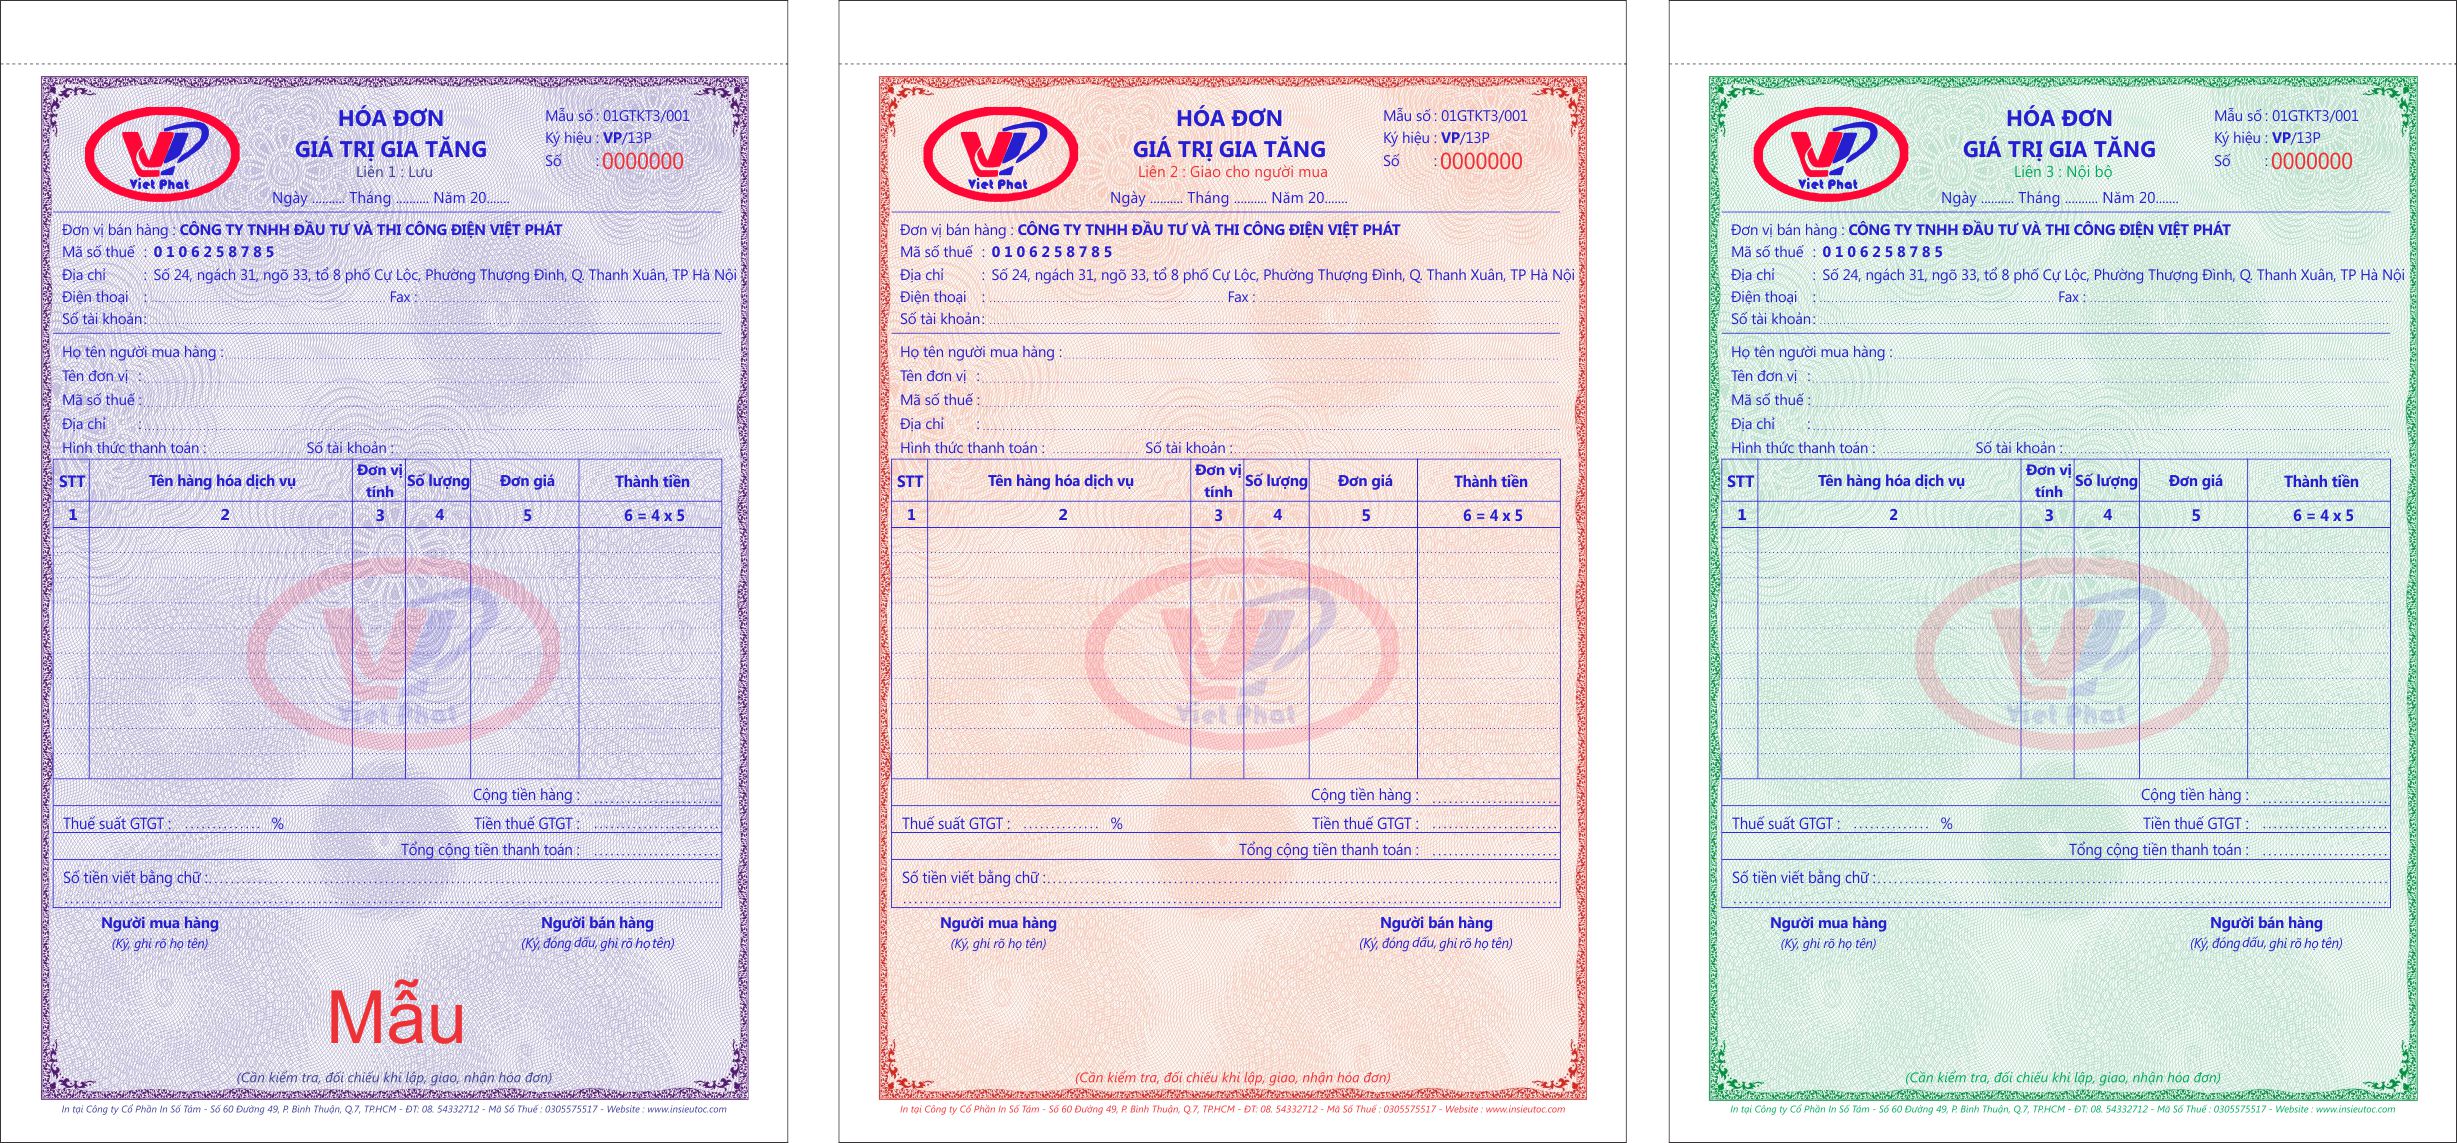 Viet Phat
HÓA ĐƠN
GIÁ TRỊ GIA TĂNG
Liên 1 : Lưu
Ngày ......... Tháng ......... Năm 20......
Mẫu số : 01GTKT3/001
Ký hiệu : VP/13P
Số : 0000000
Đơn vị bán hàng : CÔNG TY TNHH ĐẦU TƯ VÀ THI CÔNG ĐIỆN VIỆT PHÁT
Mã số thuế : 0 1 0 6 2 5 8 7 8 5
Địa chỉ : Số 24, ngách 31, ngõ 33, tổ 8 phố Cự Lộc, Phường Thượng Đình, Q. Thanh Xuân, TP Hà Nội
Điện thoại : Fax :
Số tài khoản :
Họ tên người mua hàng :
Tên đơn vị :
Mã số thuế :
Địa chỉ :
Hình thức thanh toán : Số tài khoản :
STT Tên hàng hóa dịch vụ Đơn vị tính Số lượng Đơn giá Thành tiền
1 2 3 4 5 6 = 4 x 5
Viet Phat
Cộng tiền hàng :
Thuế suất GTGT : .............. % Tiền thuế GTGT :
Tổng cộng tiền thanh toán :
Số tiền viết bằng chữ :
Người mua hàng Người bán hàng
(Ký, ghi rõ họ tên) (Ký, đóng dấu, ghi rõ họ tên)
Mẫu
(Cần kiểm tra, đối chiếu khi lập, giao, nhận hóa đơn)
In tại Công ty Cổ Phần In Số Tám - Số 60 Đường 49, P. Bình Thuận, Q.7, TP.HCM - ĐT: 08. 54332712 - Mã Số Thuế : 0305575517 - Website : www.insieutoc.com
Viet Phat
HÓA ĐƠN
GIÁ TRỊ GIA TĂNG
Liên 2 : Giao cho người mua
Ngày ......... Tháng ......... Năm 20......
Mẫu số : 01GTKT3/001
Ký hiệu : VP/13P
Số : 0000000
Đơn vị bán hàng : CÔNG TY TNHH ĐẦU TƯ VÀ THI CÔNG ĐIỆN VIỆT PHÁT
Mã số thuế : 0 1 0 6 2 5 8 7 8 5
Địa chỉ : Số 24, ngách 31, ngõ 33, tổ 8 phố Cự Lộc, Phường Thượng Đình, Q. Thanh Xuân, TP Hà Nội
Điện thoại : Fax :
Số tài khoản :
Họ tên người mua hàng :
Tên đơn vị :
Mã số thuế :
Địa chỉ :
Hình thức thanh toán : Số tài khoản :
STT Tên hàng hóa dịch vụ Đơn vị tính Số lượng Đơn giá Thành tiền
1 2 3 4 5 6 = 4 x 5
Viet Phat
Cộng tiền hàng :
Thuế suất GTGT : .............. % Tiền thuế GTGT :
Tổng cộng tiền thanh toán :
Số tiền viết bằng chữ :
Người mua hàng Người bán hàng
(Ký, ghi rõ họ tên) (Ký, đóng dấu, ghi rõ họ tên)
(Cần kiểm tra, đối chiếu khi lập, giao, nhận hóa đơn)
In tại Công ty Cổ Phần In Số Tám - Số 60 Đường 49, P. Bình Thuận, Q.7, TP.HCM - ĐT: 08. 54332712 - Mã Số Thuế : 0305575517 - Website : www.insieutoc.com
Viet Phat
HÓA ĐƠN
GIÁ TRỊ GIA TĂNG
Liên 3 : Nội bộ
Ngày ......... Tháng ......... Năm 20......
Mẫu số : 01GTKT3/001
Ký hiệu : VP/13P
Số : 0000000
Đơn vị bán hàng : CÔNG TY TNHH ĐẦU TƯ VÀ THI CÔNG ĐIỆN VIỆT PHÁT
Mã số thuế : 0 1 0 6 2 5 8 7 8 5
Địa chỉ : Số 24, ngách 31, ngõ 33, tổ 8 phố Cự Lộc, Phường Thượng Đình, Q. Thanh Xuân, TP Hà Nội
Điện thoại : Fax :
Số tài khoản :
Họ tên người mua hàng :
Tên đơn vị :
Mã số thuế :
Địa chỉ :
Hình thức thanh toán : Số tài khoản :
STT Tên hàng hóa dịch vụ Đơn vị tính Số lượng Đơn giá Thành tiền
1 2 3 4 5 6 = 4 x 5
Viet Phat
Cộng tiền hàng :
Thuế suất GTGT : .............. % Tiền thuế GTGT :
Tổng cộng tiền thanh toán :
Số tiền viết bằng chữ :
Người mua hàng Người bán hàng
(Ký, ghi rõ họ tên) (Ký, đóng dấu, ghi rõ họ tên)
(Cần kiểm tra, đối chiếu khi lập, giao, nhận hóa đơn)
In tại Công ty Cổ Phần In Số Tám - Số 60 Đường 49, P. Bình Thuận, Q.7, TP.HCM - ĐT: 08. 54332712 - Mã Số Thuế : 0305575517 - Website : www.insieutoc.com